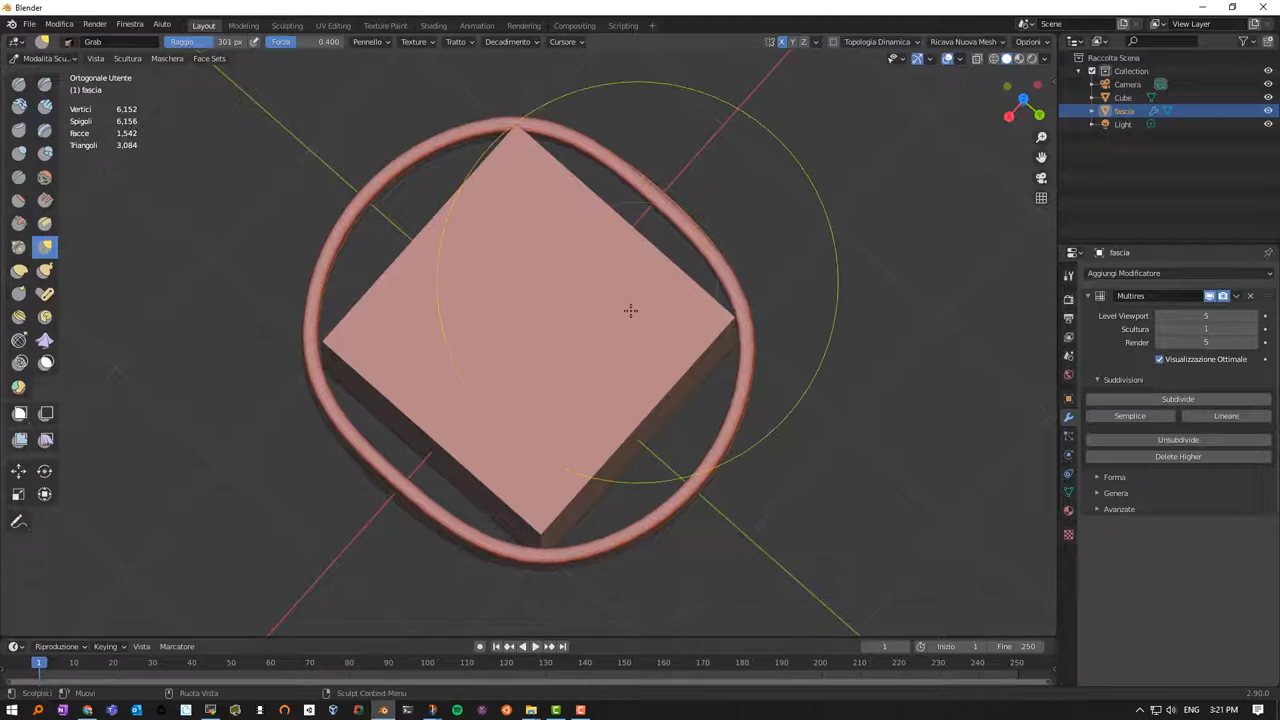 Blender
File Modifica Render Finestra Aiuto Layout Modeling Sculpting UV Editing Texture Paint Shading Animation Rendering Compositing Scripting + Scene View Layer
Grab Raggio 301 px Forza 0.400 Pennello Texture Tratto Decadimento Cursore X Y Z Topologia Dinamica Ricava Nuova Mesh Opzioni
Modalità Scu... Vista Scultura Maschera Face Sets
Ortogonale Utente
(1) fascia
Vertici 6,152
Spigoli 6,156
Facce 1,542
Triangoli 3,084
Raccolta Scena
Collection
Camera
Cube
fascia
Light
fascia
Aggiungi Modificatore
Multires
Level Viewport 5
Scultura 1
Render 5
Visualizzazione Ottimale
Suddivisioni
Subdivide
Semplice Lineare
Unsubdivide
Delete Higher
Forma
Genera
Avanzate
Riproduzione Keying Vista Marcatore 1 Inizio 1 Fine 250
1 10 20 30 40 50 60 70 80 90 100 110 120 130 140 150 160 170 180 190 200 210 220 230 240 250
Scolpisci Muovi Ruota Vista Sculpt Context Menu 2.90.0
3:21 PM